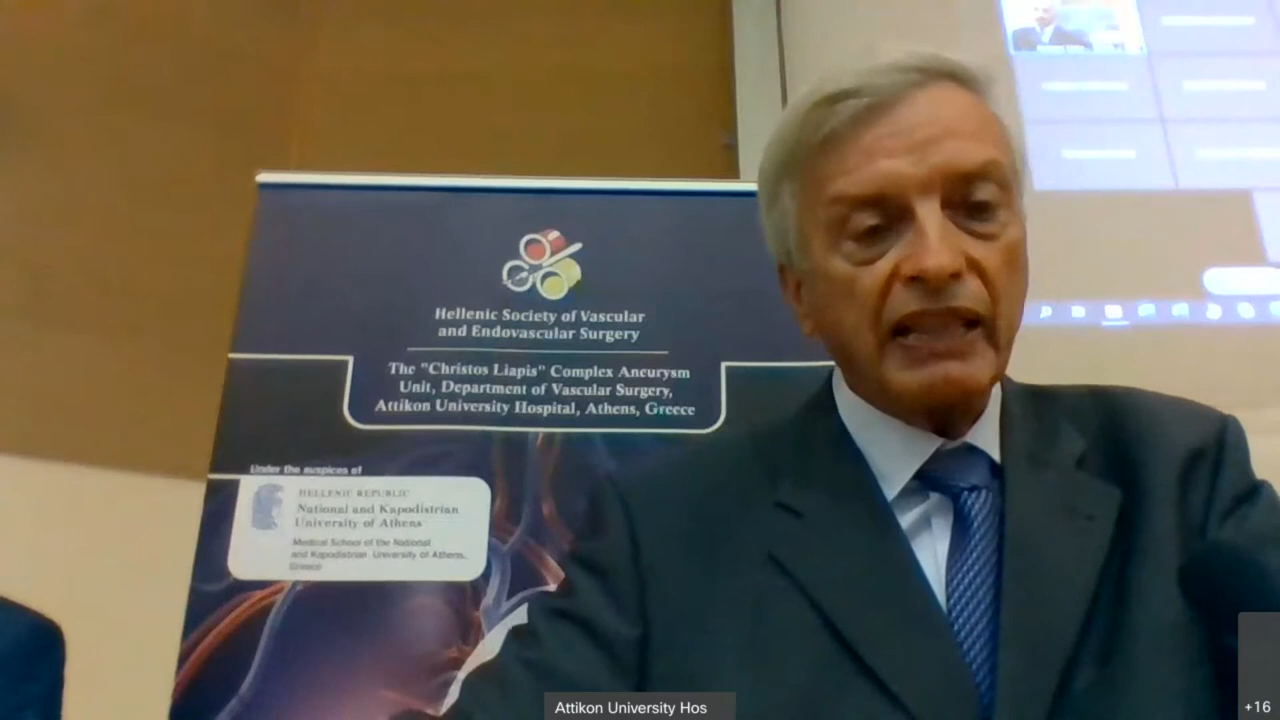 Hellenic Society of Vascular
and Endovascular Surgery
The "Christos Liapis" Complex Aneurysm
Unit, Department of Vascular Surgery,
Attikon University Hospital, Athens, Greece
Under the auspices of
HELLENIC REPUBLIC
National and Kapodistrian
University of Athens
Medical School of the National
and Kapodistrian University of Athens,
Greece
Attikon University Hos
+16